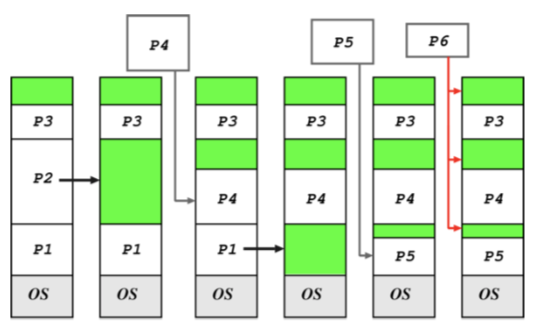 P4
P5
P6
P3 P3 P3 P3 P3 P3
P2
P4 P4 P4 P4
P1 P1 P1 P5 P5
OS OS OS OS OS OS